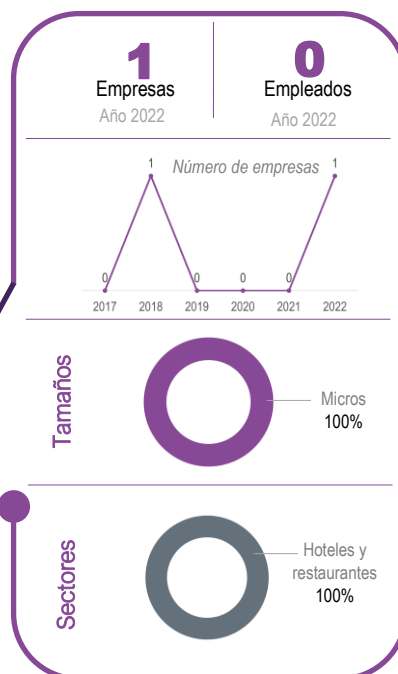 1
Empresas
Año 2022
0
Empleados
Año 2022
Número de empresas
0 1 0 0 0 1
2017 2018 2019 2020 2021 2022
Tamaños
Micros
100%
Sectores
Hoteles y
restaurantes
100%